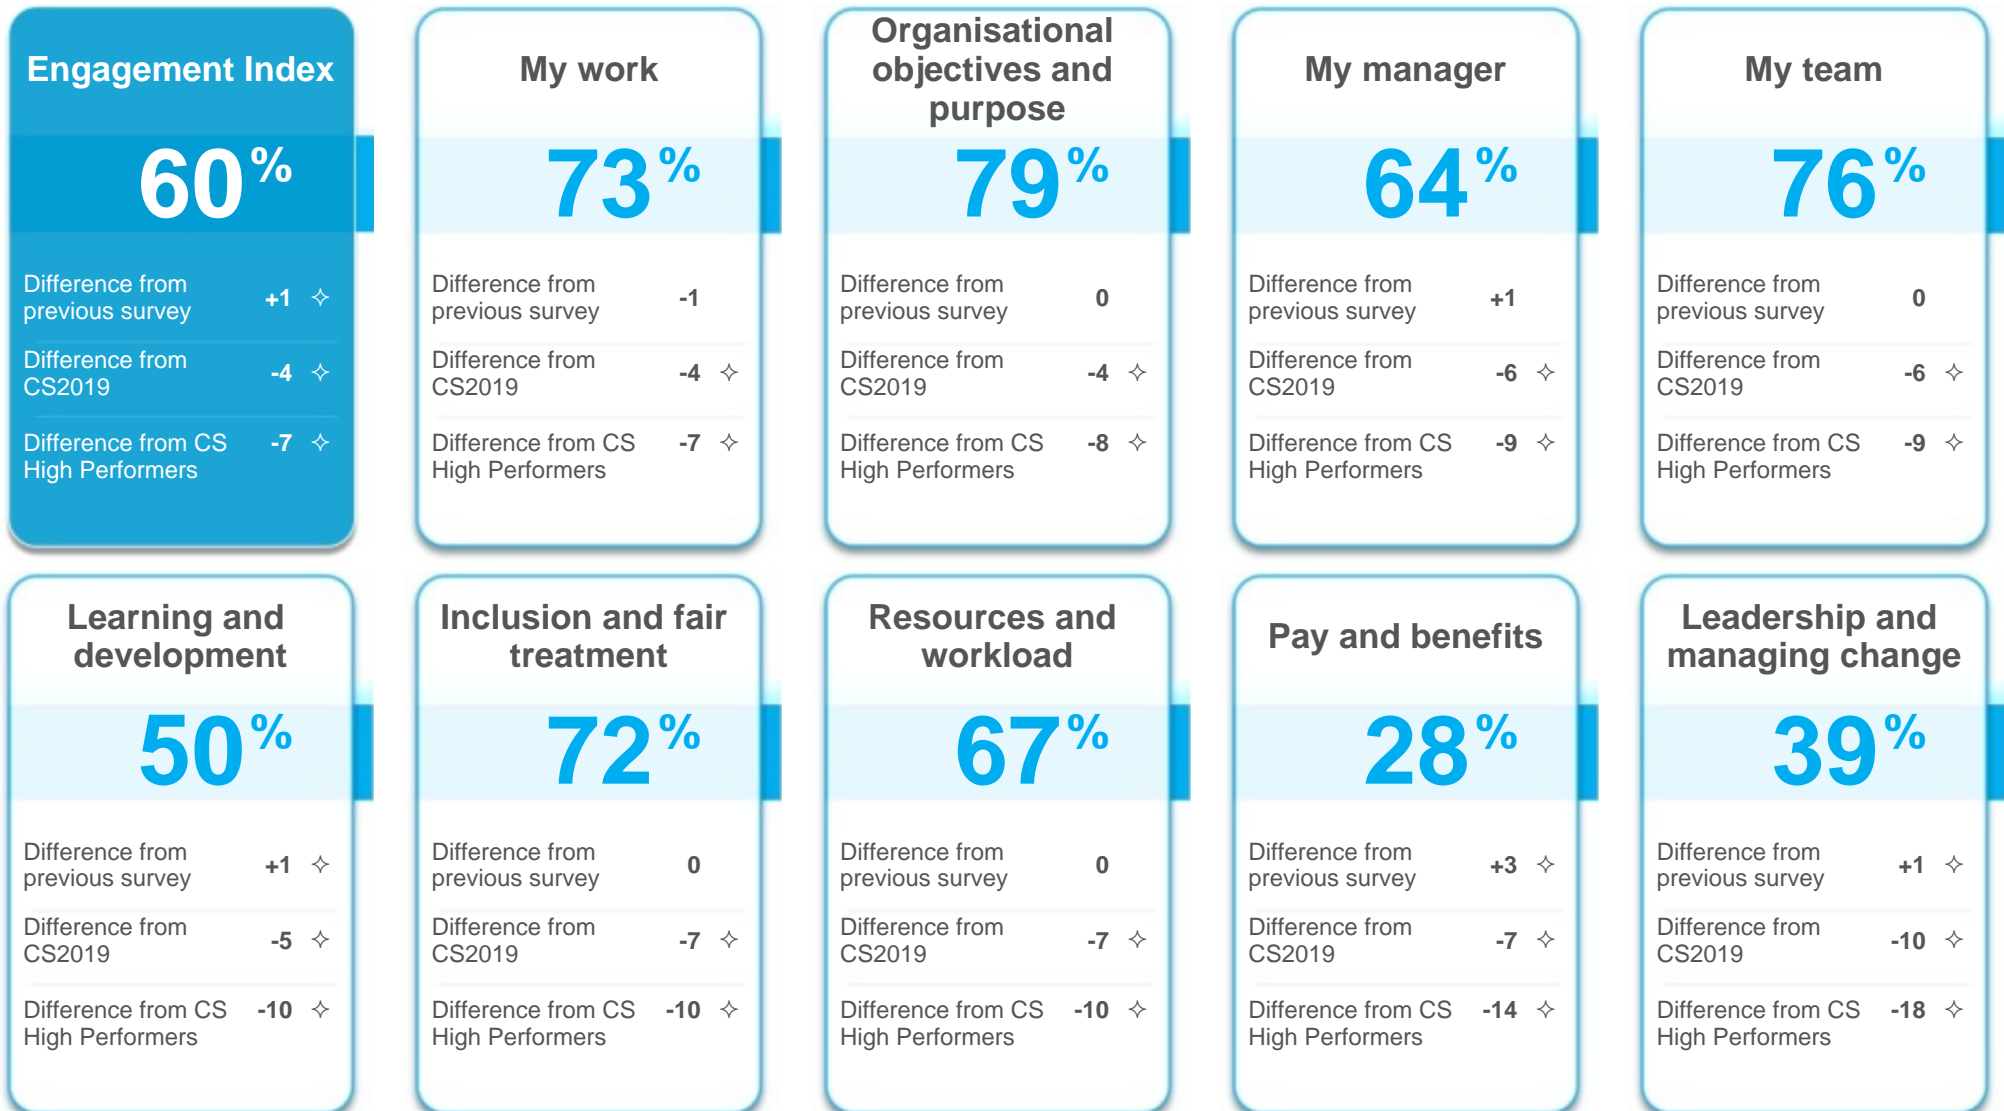 Engagement Index
60%
Difference from
previous survey
+1 ✧
Difference from
CS2019
-4 ✧
Difference from CS
High Performers
-7 ✧
My work
73%
Difference from
previous survey
-1
Difference from
CS2019
-4 ✧
Difference from CS
High Performers
-7 ✧
Organisational
objectives and
purpose
79%
Difference from
previous survey
0
Difference from
CS2019
-4 ✧
Difference from CS
High Performers
-8 ✧
My manager
64%
Difference from
previous survey
+1
Difference from
CS2019
-6 ✧
Difference from CS
High Performers
-9 ✧
My team
76%
Difference from
previous survey
0
Difference from
CS2019
-6 ✧
Difference from CS
High Performers
-9 ✧
Learning and
development
50%
Difference from
previous survey
+1 ✧
Difference from
CS2019
-5 ✧
Difference from CS
High Performers
-10 ✧
Inclusion and fair
treatment
72%
Difference from
previous survey
0
Difference from
CS2019
-7 ✧
Difference from CS
High Performers
-10 ✧
Resources and
workload
67%
Difference from
previous survey
0
Difference from
CS2019
-7 ✧
Difference from CS
High Performers
-10 ✧
Pay and benefits
28%
Difference from
previous survey
+3 ✧
Difference from
CS2019
-7 ✧
Difference from CS
High Performers
-14 ✧
Leadership and
managing change
39%
Difference from
previous survey
+1 ✧
Difference from
CS2019
-10 ✧
Difference from CS
High Performers
-18 ✧